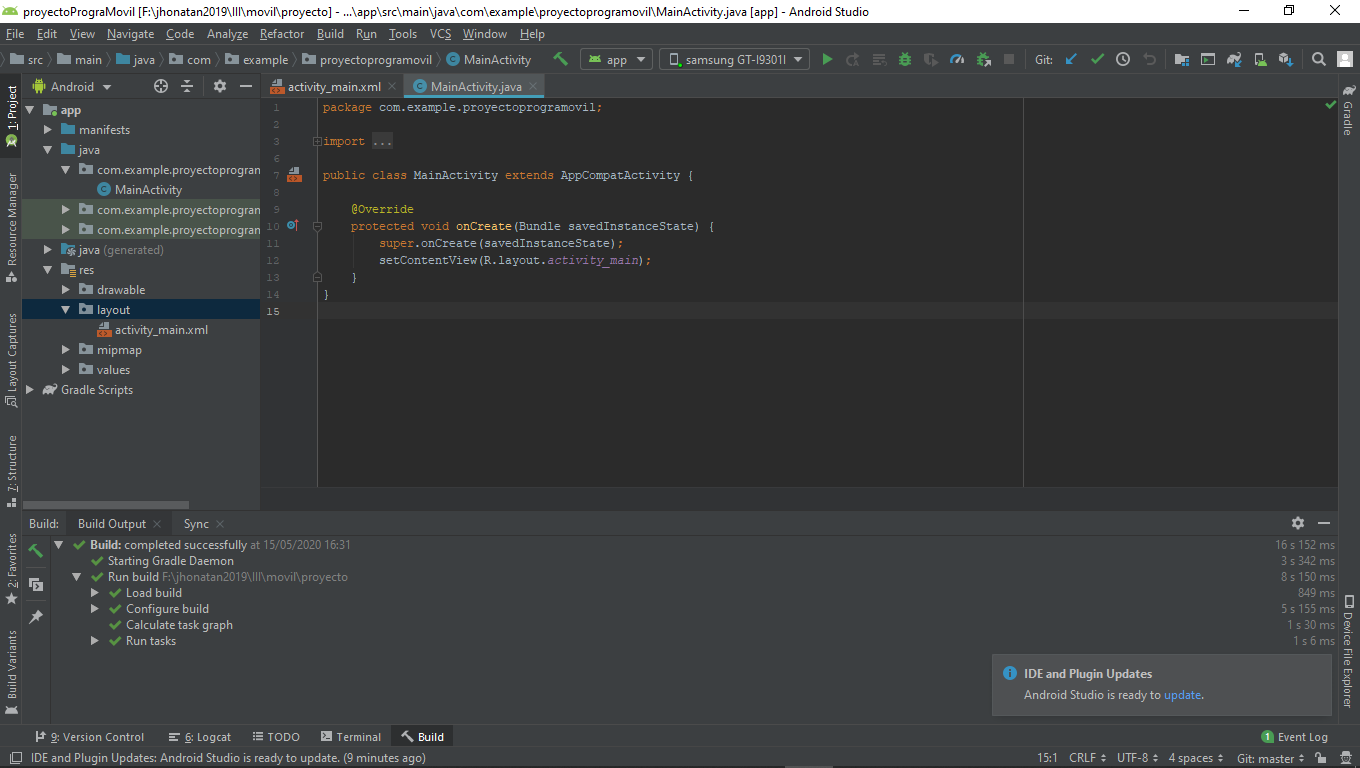 proyectoPrograMovil [F:\jhonatan2019\III\movil\proyecto] - ...\app\src\main\java\com\example\proyectoprogramovil\MainActivity.java [app] - Android Studio
File Edit View Navigate Code Analyze Refactor Build Run Tools VCS Window Help
src main java com example proyectoprogramovil MainActivity app samsung GT-I9301I Git:
1: Project
Resource Manager
Layout Captures
7: Structure
2: Favorites
Build Variants
Android
app
manifests
java
com.example.proyectoprogram
MainActivity
com.example.proyectoprogram
com.example.proyectoprogram
java (generated)
res
drawable
layout
activity_main.xml
mipmap
values
Gradle Scripts
activity_main.xml MainActivity.java
1 package com.example.proyectoprogramovil;
2
3 import ...
6
7 public class MainActivity extends AppCompatActivity {
8
9 @Override
10 protected void onCreate(Bundle savedInstanceState) {
11 super.onCreate(savedInstanceState);
12 setContentView(R.layout.activity_main);
13 }
14 }
15
Gradle
Device File Explorer
Build: Build Output Sync
Build: completed successfully at 15/05/2020 16:31 16 s 152 ms
Starting Gradle Daemon 3 s 342 ms
Run build F:\jhonatan2019\III\movil\proyecto 8 s 150 ms
Load build 849 ms
Configure build 5 s 155 ms
Calculate task graph 1 s 30 ms
Run tasks 1 s 6 ms
IDE and Plugin Updates
Android Studio is ready to update.
9: Version Control 6: Logcat TODO Terminal Build 1 Event Log
IDE and Plugin Updates: Android Studio is ready to update. (9 minutes ago) 15:1 CRLF UTF-8 4 spaces Git: master